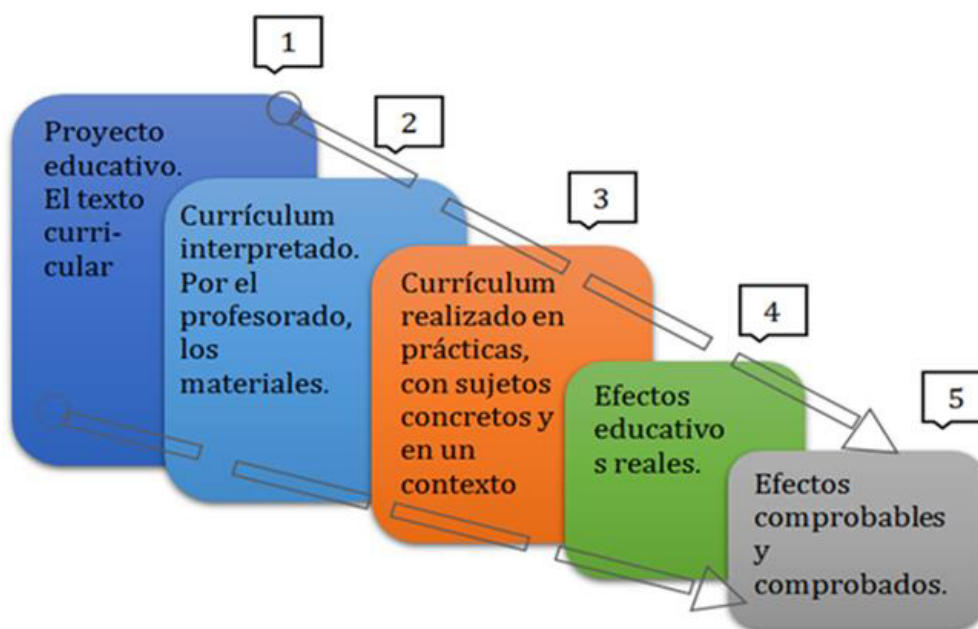 1
Proyecto
educativo.
El texto
curri-
cular
2
Currículum
interpretado.
Por el
profesorado,
los
materiales.
3
Currículum
realizado en
prácticas,
con sujetos
concretos y
en un
contexto
4
Efectos
educativo
s reales.
5
Efectos
comprobables
y
comprobados.